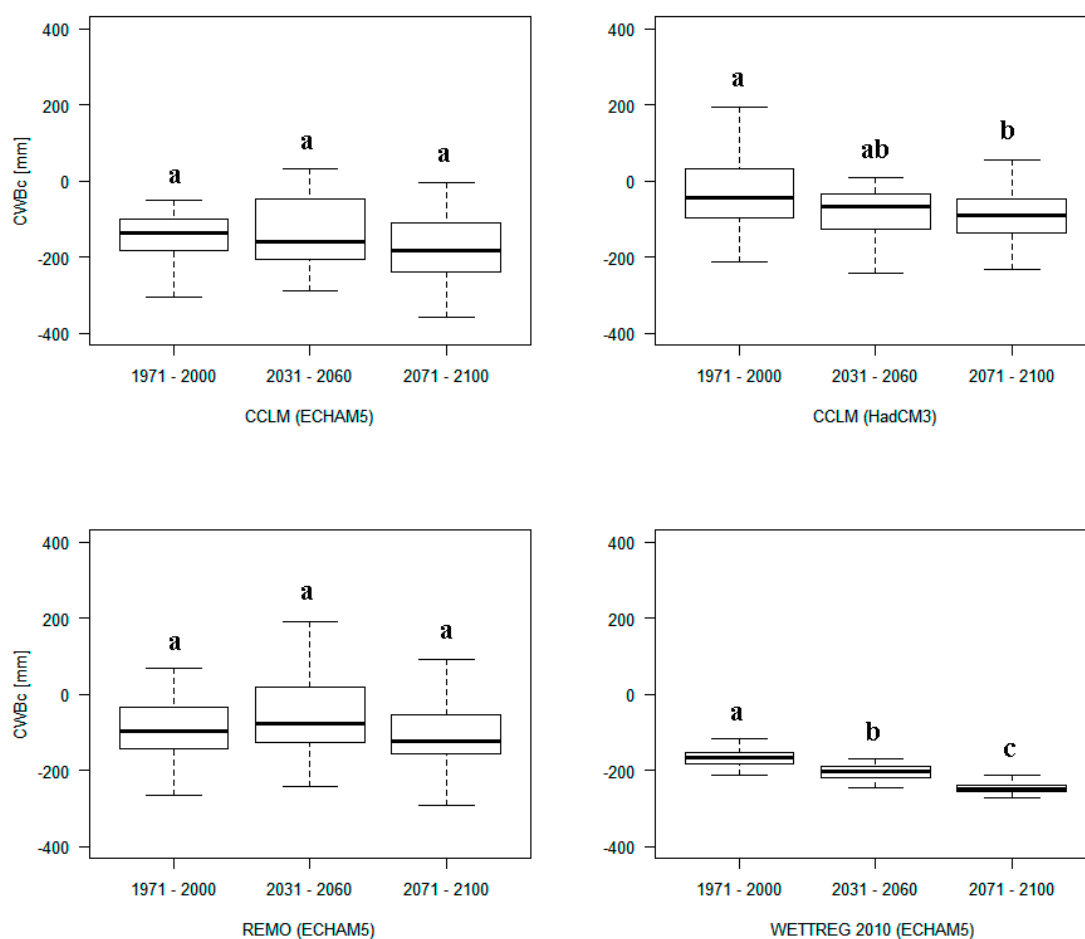 400
200
0
-200
-400
CWBc [mm]
a
a
a
1971 - 2000
2031 - 2060
2071 - 2100
CCLM (ECHAM5)
400
200
0
-200
-400
a
ab
b
1971 - 2000
2031 - 2060
2071 - 2100
CCLM (HadCM3)
400
200
0
-200
-400
CWBc [mm]
a
a
a
1971 - 2000
2031 - 2060
2071 - 2100
REMO (ECHAM5)
400
200
0
-200
-400
a
b
c
1971 - 2000
2031 - 2060
2071 - 2100
WETTREG 2010 (ECHAM5)